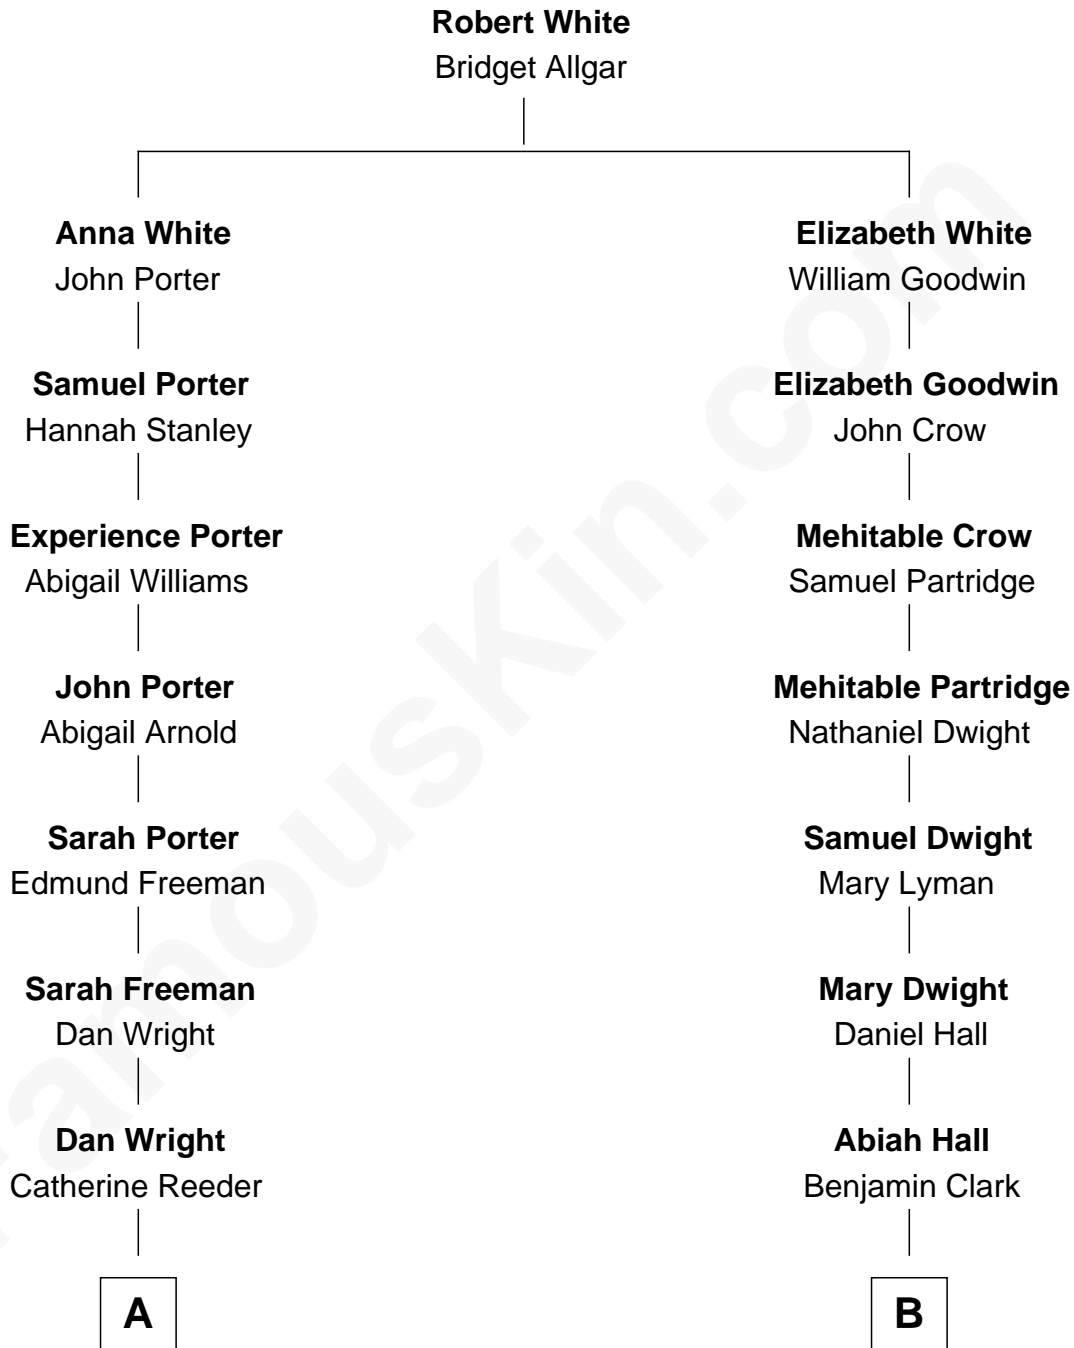 Robert White
Bridget Allgar
Anna White
John Porter
Elizabeth White
William Goodwin
Samuel Porter
Hannah Stanley
Elizabeth Goodwin
John Crow
Experience Porter
Abigail Williams
Mehitable Crow
Samuel Partridge
John Porter
Abigail Arnold
Mehitable Partridge
Nathaniel Dwight
Sarah Porter
Edmund Freeman
Samuel Dwight
Mary Lyman
Sarah Freeman
Dan Wright
Mary Dwight
Daniel Hall
Dan Wright
Catherine Reeder
Abiah Hall
Benjamin Clark
A
B
FamousKin.com